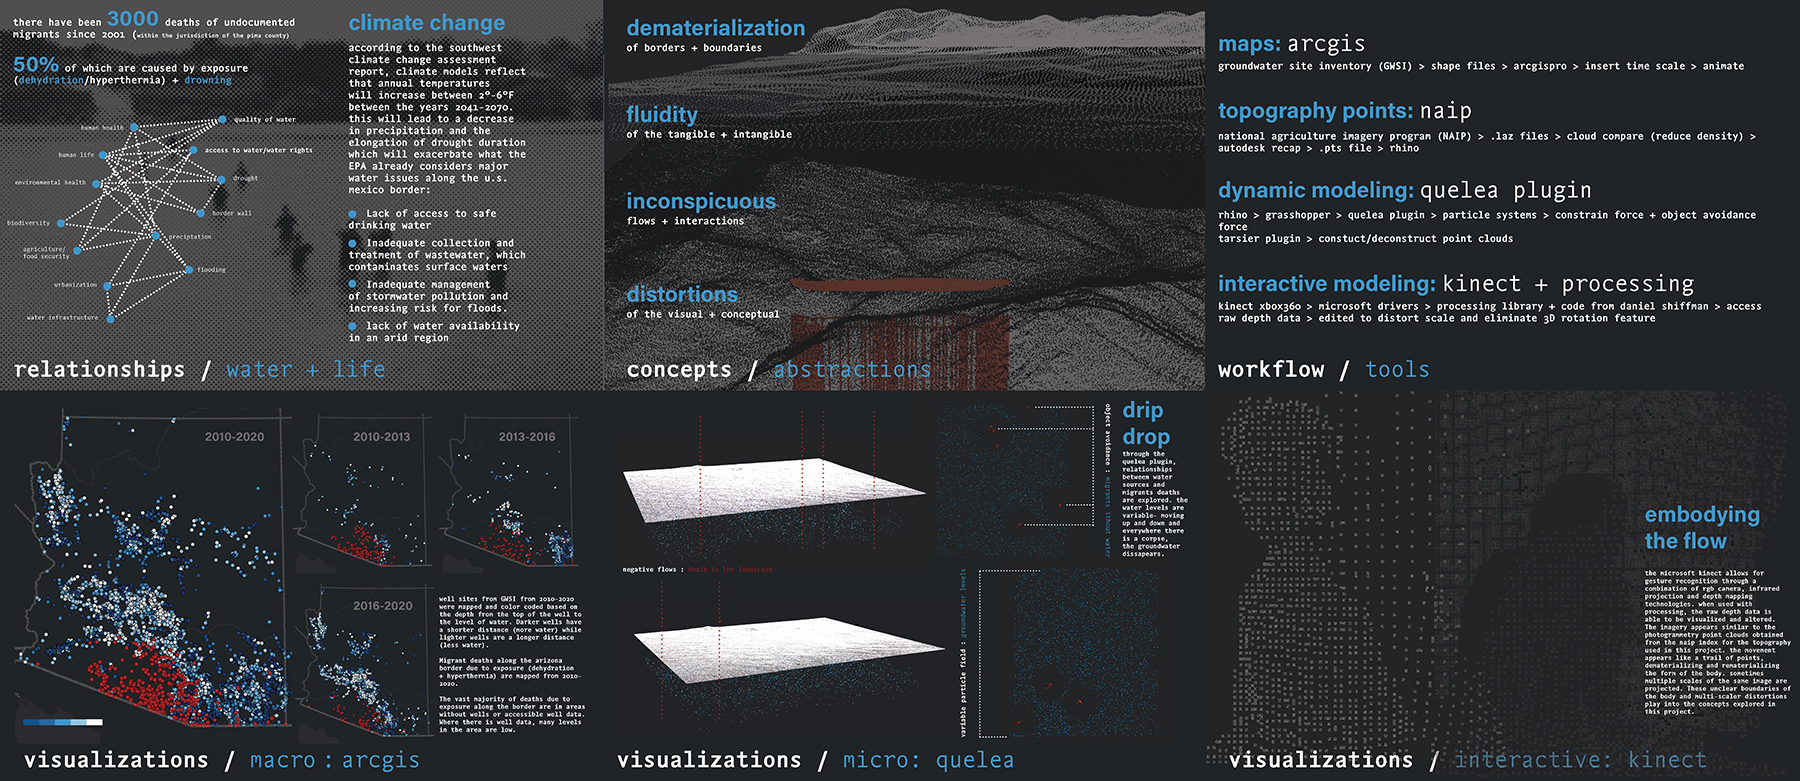 there have been 3000 deaths of undocumented
migrants since 2001 (within the jurisdiction of the pima county)
50% of which are caused by exposure
(dehydration/hyperthermia) + drowning
human health
quality of water
human life
access to water/water rights
environmental health
drought
border wall
biodiversity
precipitation
agriculture/
food security
flooding
urbanization
water infrastructure
climate change
according to the southwest
climate change assessment
report, climate models reflect
that annual temperatures
will increase between 2°-6°F
between the years 2041-2070.
this will lead to a decrease
in precipitation and the
elongation of drought duration
which will exacerbate what the
EPA already considers major
water issues along the u.s.
mexico border:
Lack of access to safe
drinking water
Inadequate collection and
treatment of wastewater, which
contaminates surface waters
Inadequate management
of stormwater pollution and
increasing risk for floods.
lack of water availability
in an arid region
relationships / water + life
dematerialization
of borders + boundaries
fluidity
of the tangible + intangible
inconspicuous
flows + interactions
distortions
of the visual + conceptual
concepts / abstractions
maps: arcgis
groundwater site inventory (GWSI) > shape files > arcgispro > insert time scale > animate
topography points: naip
national agriculture imagery program (NAIP) > .laz files > cloud compare (reduce density) >
autodesk recap > .pts file > rhino
dynamic modeling: quelea plugin
rhino > grasshopper > quelea plugin > particle systems > constrain force + object avoidance
force
tarsier plugin > constuct/deconstruct point clouds
interactive modeling: kinect + processing
kinect xbox360 > microsoft drivers > processing library + code from daniel shiffman > access
raw depth data > edited to distort scale and eliminate 3D rotation feature
workflow / tools
2010-2020
2010-2013
2013-2016
2016-2020
well sites from GWSI from 2010-2020
were mapped and color coded based on
the depth from the top of the well to
the level of water. Darker wells have
a shorter distance (more water) while
lighter wells are a longer distance
(less water).
Migrant deaths along the arizona
border due to exposure (dehydration
+ hyperthermia) are mapped from 2010-
2020.
The vast majority of deaths due to
exposure along the border are in areas
without wells or accessible well data.
Where there is well data, many levels
in the area are low.
visualizations / macro: arcgis
object avoidance : migrants sihouo water
drip
drop
through the
quelea plugin,
relationships
between water
sources and
migrants deaths
are explored. the
water levels are
variable- moving
up and down and
everywhere there
is a corpse,
the groundwater
dissapears.
negative flows : death in the landscape
variable particle field : groundwater levels
visualizations / micro: quelea
embodying
the flow
the microsoft kinect allows for
gesture recognition through a
combination of rgb camera, infrared
projection and depth mapping
technologies. when used with
processing, the raw depth data is
able to be visualized and altered.
The imagery appears similar to the
photogrammetry point clouds obtained
from the naip index for the topography
used in this project. the movement
appears like a trail of points,
dematerializing and rematerializing
the form of the body. sometimes
multiple scales of the same image are
projected. These unclear boundaries of
the body and multi-scaler distortions
play into the concepts explored in
this project.
visualizations / interactive: kinect